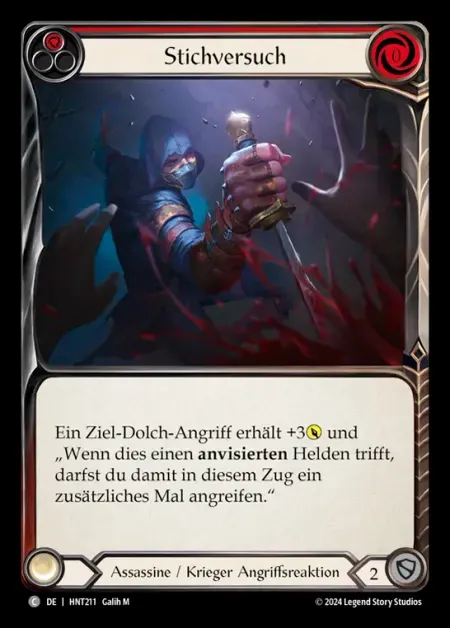 Stichversuch
0
Ein Ziel-Dolch-Angriff erhält +3 und
„Wenn dies einen anvisierten Helden trifft,
darfst du damit in diesem Zug ein
zusätzliches Mal angreifen.“
Assassine / Krieger Angriffsreaktion
2
C DE | HNT211 Galih M
© 2024 Legend Story Studios